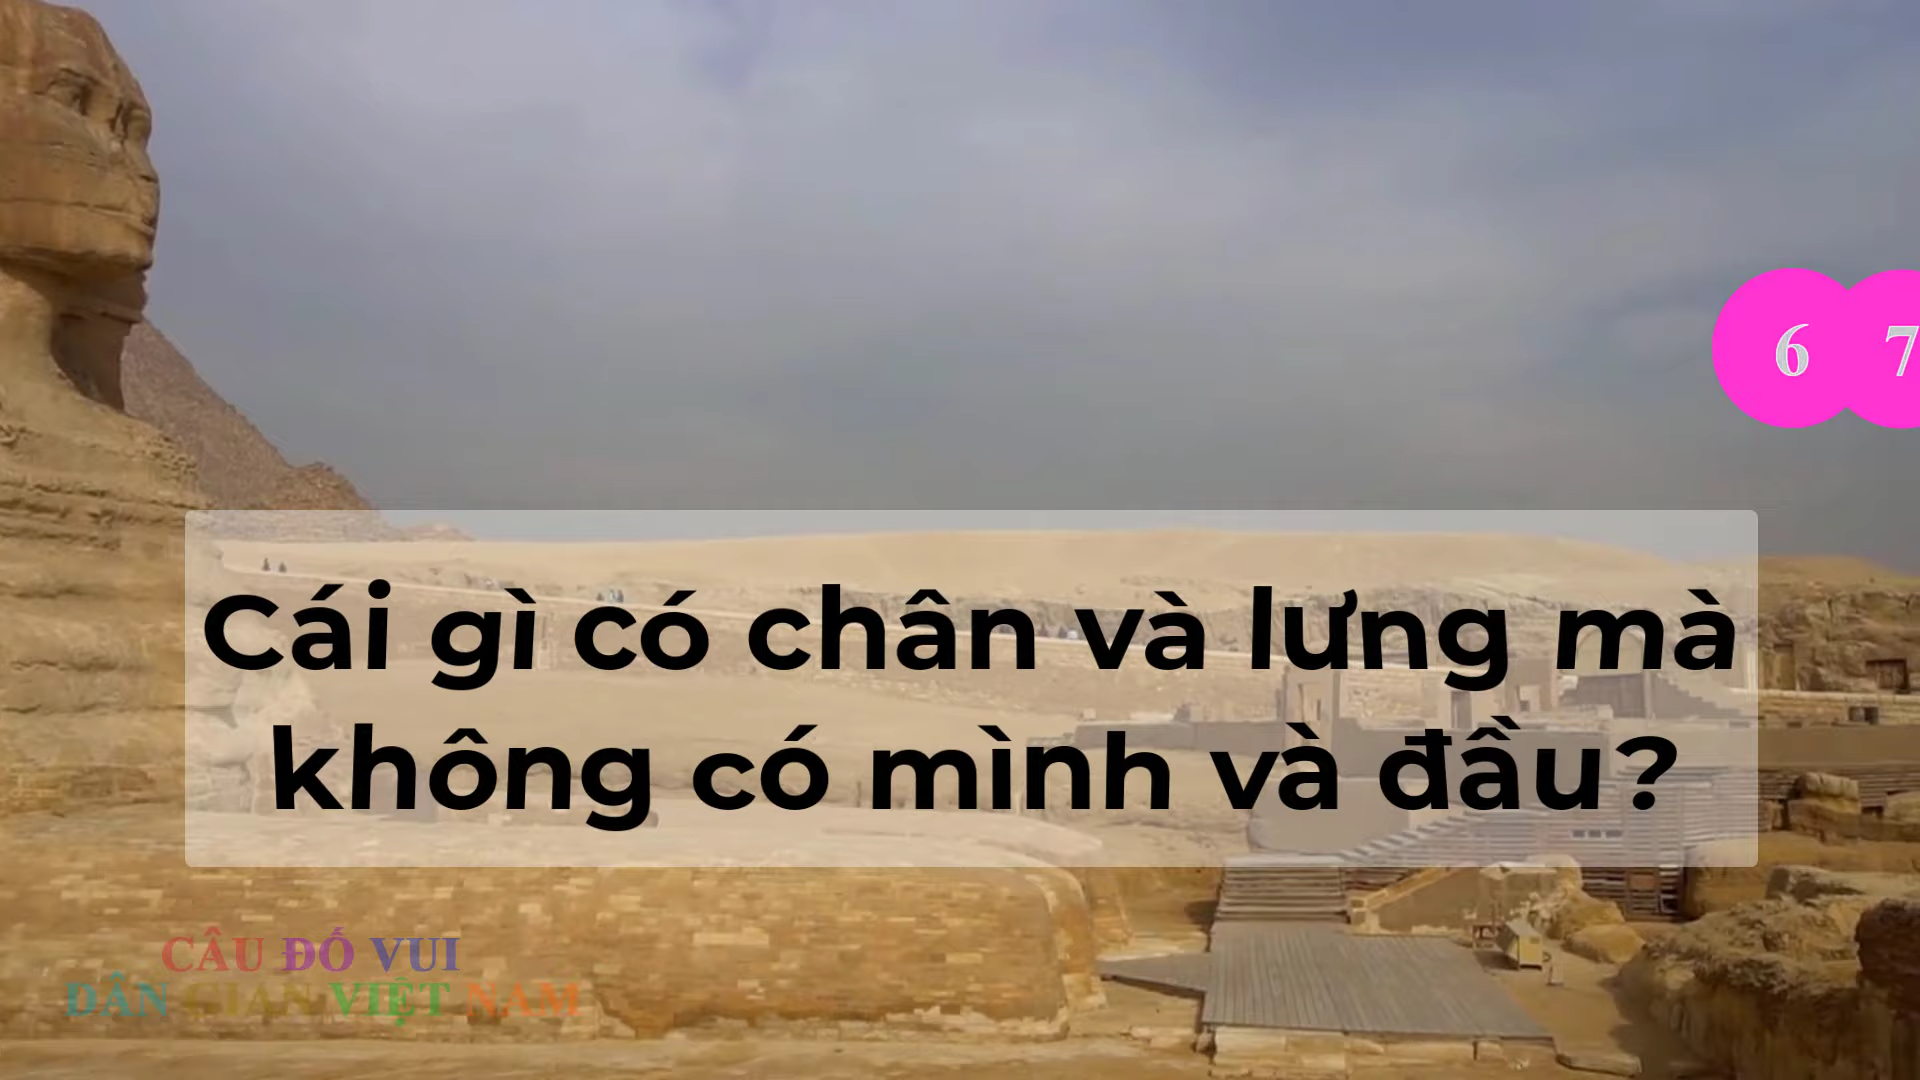 6 7
Cái gì có chân và lưng mà
không có mình và đầu?
CÂU ĐỐ VUI
DÂN GIAN VIỆT NAM